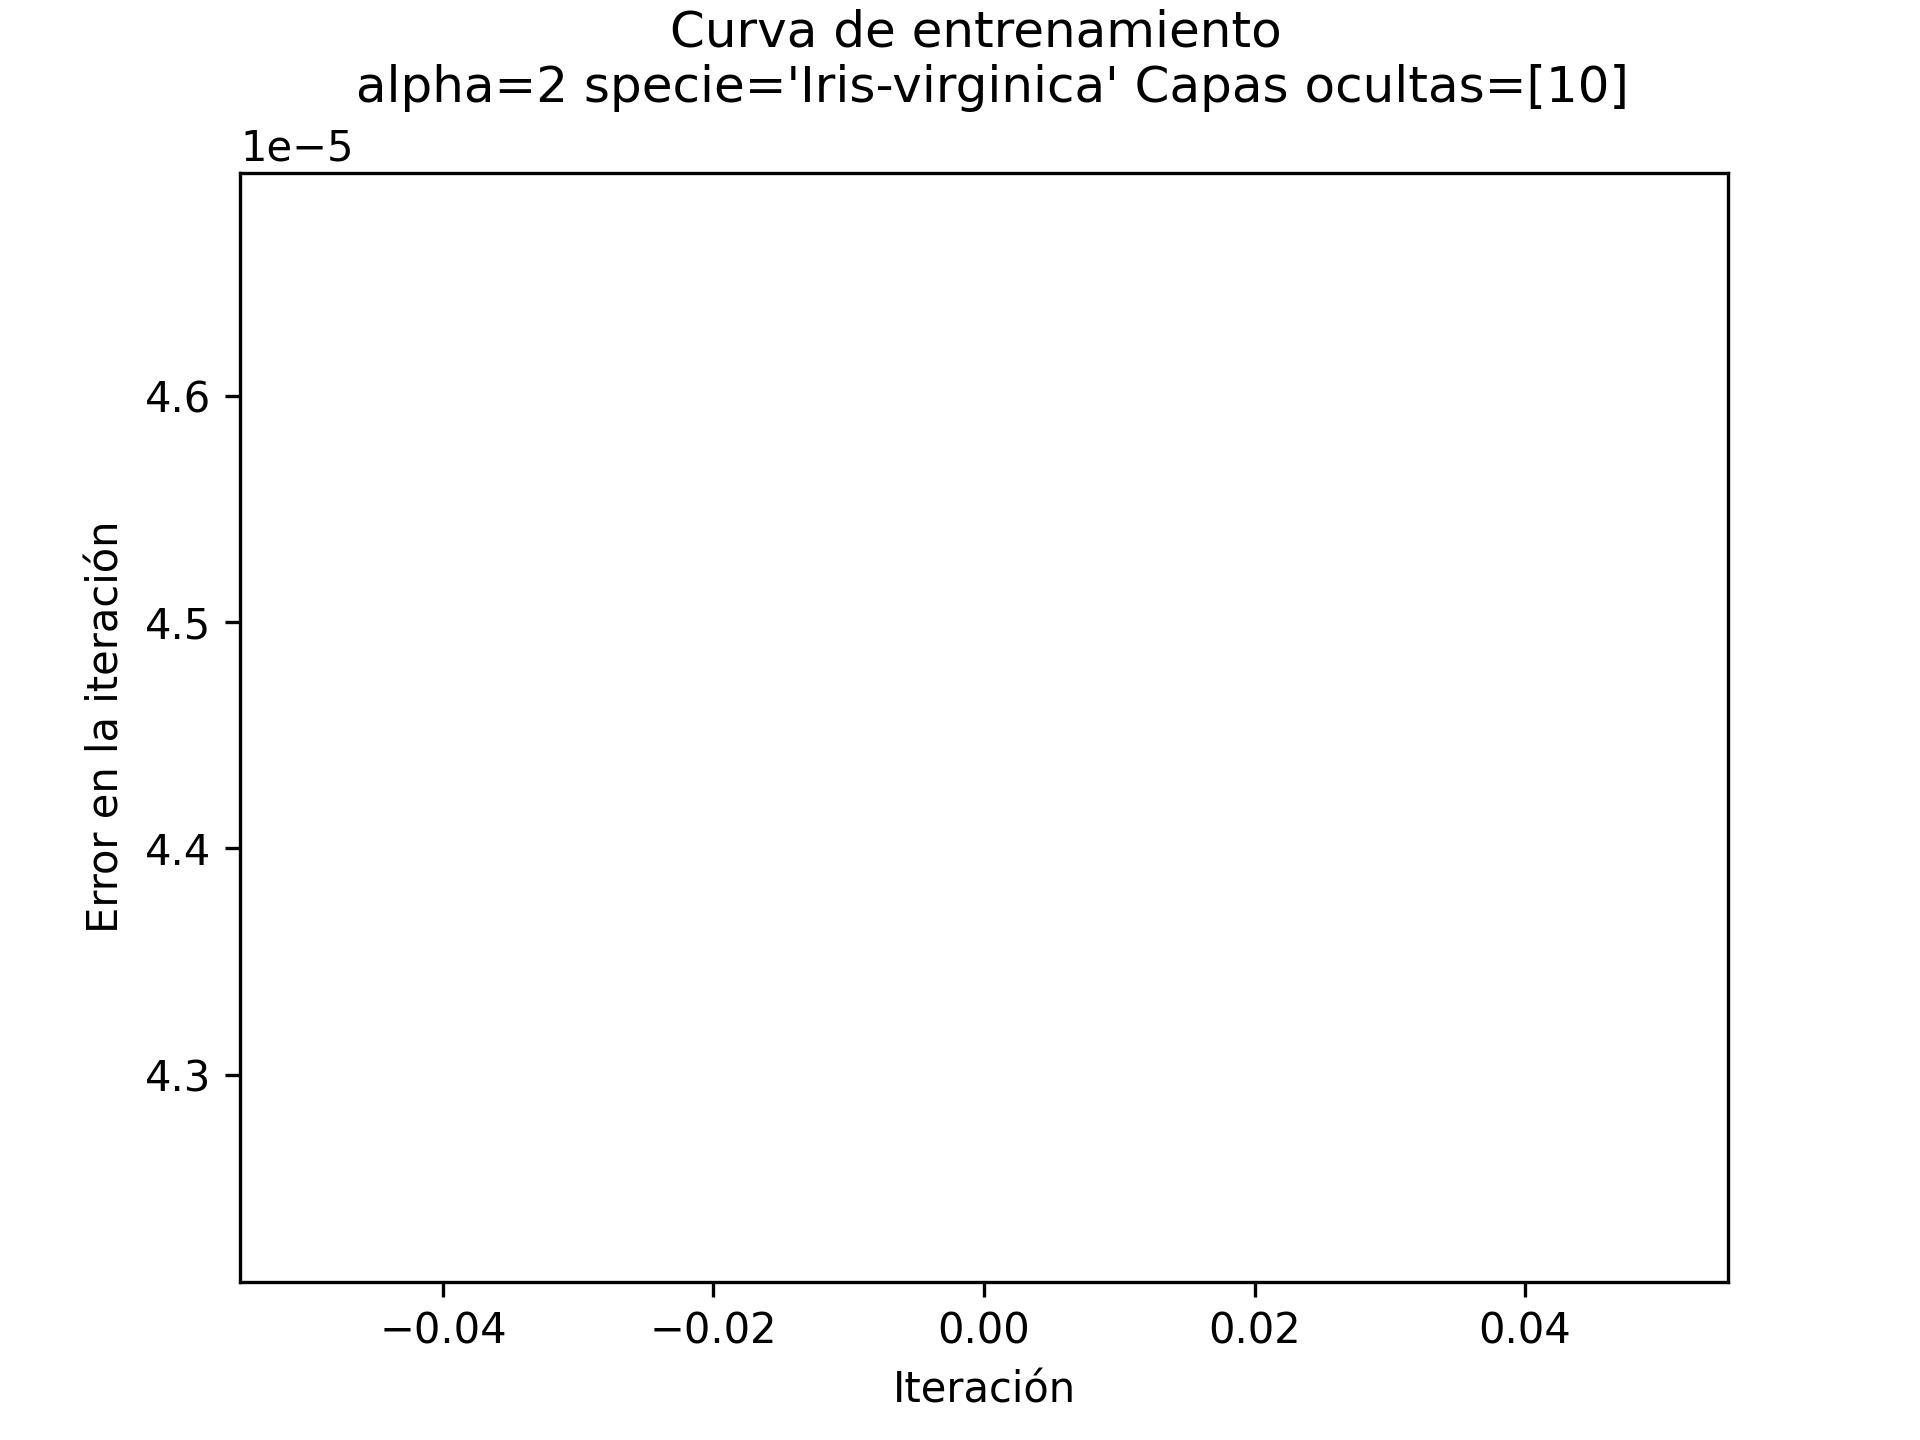 Curva de entrenamiento
alpha=2 specie='Iris-virginica' Capas ocultas=[10]
1e−5
4.6
4.5
4.4
4.3
Error en la iteración
−0.04 −0.02 0.00 0.02 0.04
Iteración